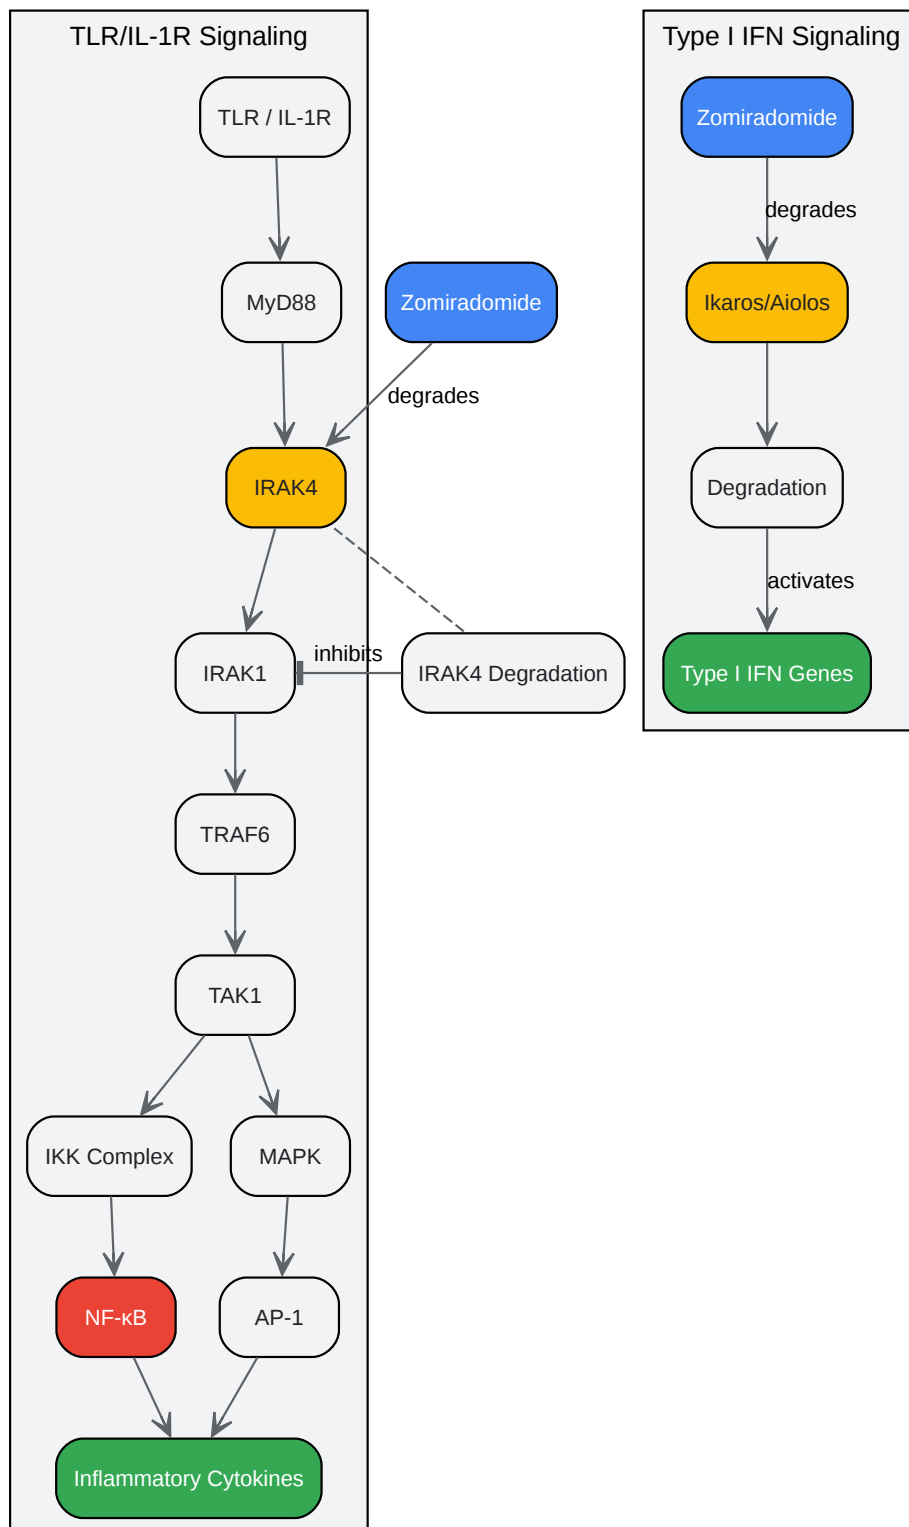 TLR/IL-1R Signaling
TLR / IL-1R
MyD88
Zomiradomide
degrades
IRAK4
IRAK1
inhibits
IRAK4 Degradation
TRAF6
TAK1
IKK Complex
MAPK
NF-κB
AP-1
Inflammatory Cytokines
Type I IFN Signaling
Zomiradomide
degrades
Ikaros/Aiolos
Degradation
activates
Type I IFN Genes